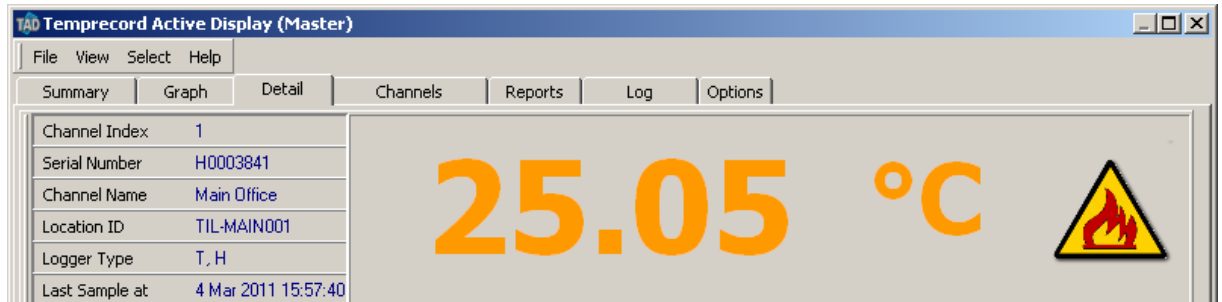 TAD Temprecord Active Display (Master)
File View Select Help
Summary Graph Detail Channels Reports Log Options
Channel Index 1
Serial Number H0003841
Channel Name Main Office
Location ID TIL-MAIN001
Logger Type T, H
Last Sample at 4 Mar 2011 15:57:40
25.05 °C